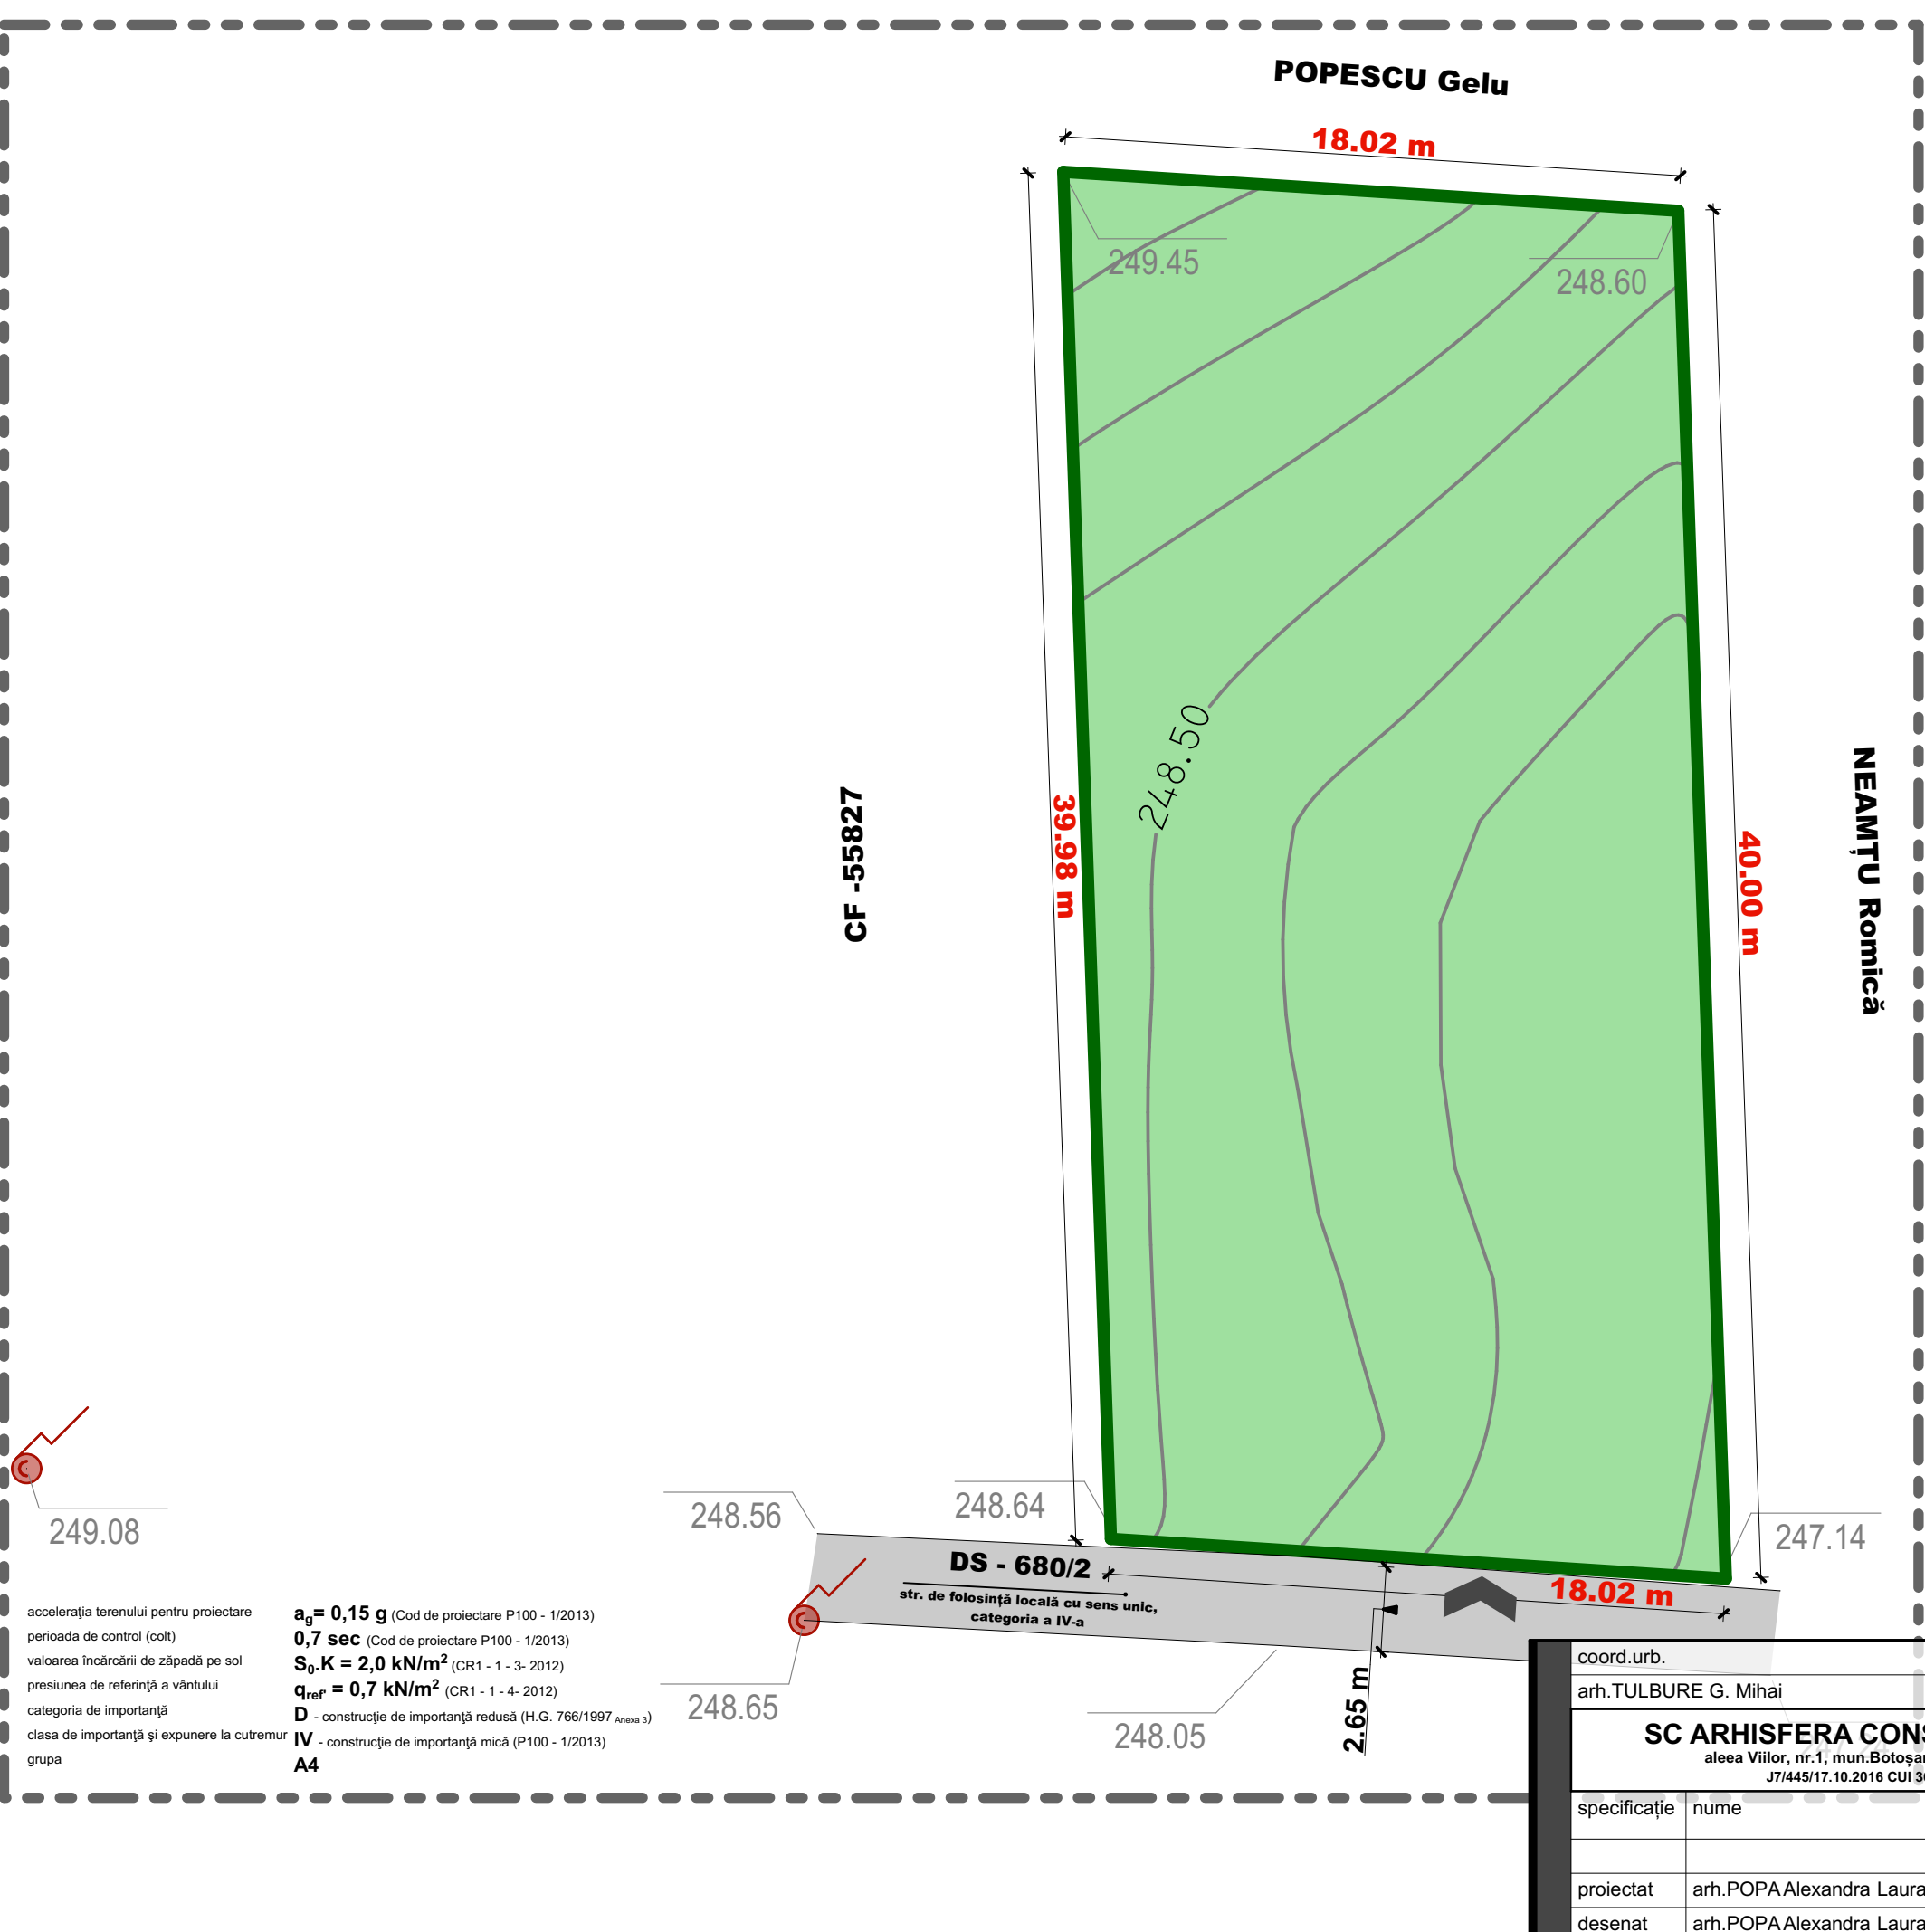 POPESCU Gelu
18.02 m
249.45
248.60
248.50
39.98 m
CF -55827
40.00 m
NEAMȚU Romică
249.08
248.56
248.64
247.14
DS - 680/2
str. de folosință locală cu sens unic,
categoria a IV-a
18.02 m
2.65 m
248.65
248.05
accelerația terenului pentru proiectare ag= 0,15 g (Cod de proiectare P100 - 1/2013)
perioada de control (colt) 0,7 sec (Cod de proiectare P100 - 1/2013)
valoarea încărcării de zăpadă pe sol S0.K = 2,0 kN/m2 (CR1 - 1 - 3- 2012)
presiunea de referință a vântului qref' = 0,7 kN/m2 (CR1 - 1 - 4- 2012)
categoria de importanță D - construcție de importanță redusă (H.G. 766/1997 Anexa 3)
clasa de importanță și expunere la cutremur IV - construcție de importanță mică (P100 - 1/2013)
grupa A4
coord.urb.
arh.TULBURE G. Mihai
SC ARHISFERA CONS
aleea Viilor, nr.1, mun.Botoșan
J7/445/17.10.2016 CUI 3
specificație nume
proiectat arh.POPA Alexandra Laura
desenat arh.POPA Alexandra Laura